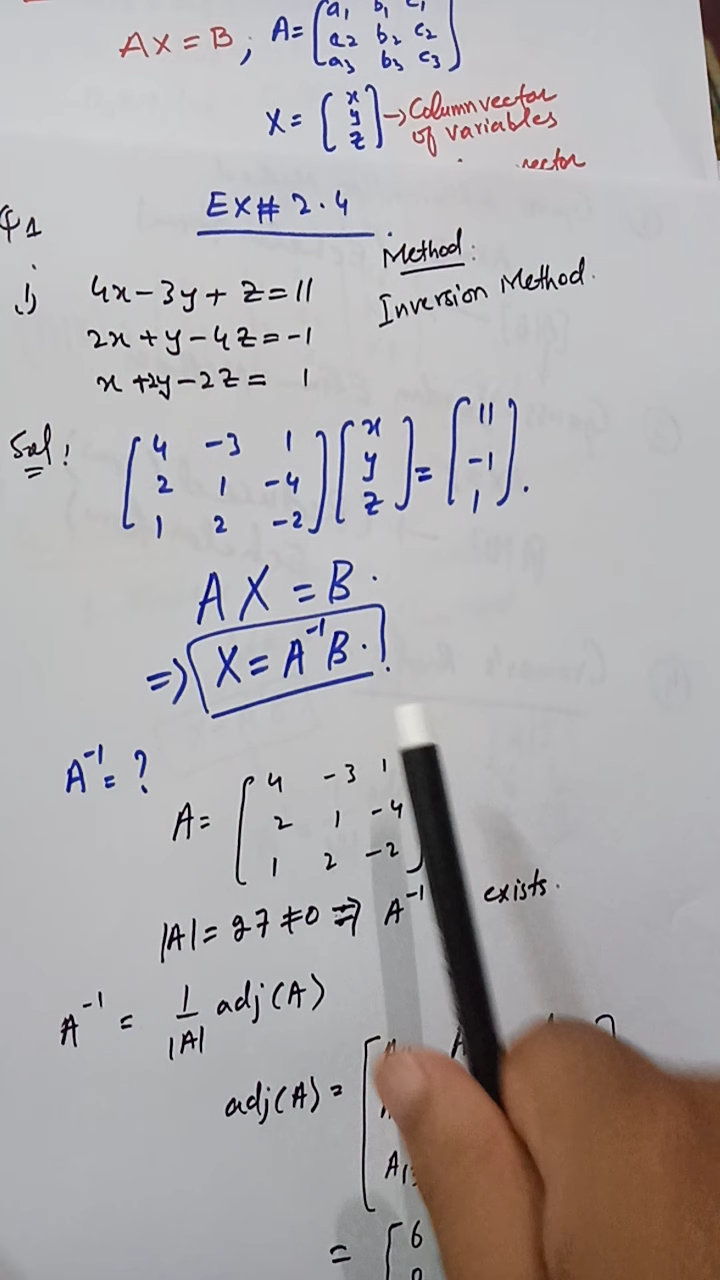 AX = B ; A = [a₁ b₁ c₁
a₂ b₂ c₂
a₃ b₃ c₃]
X = [x
y
z] → Column vector
of variables
EX# 2.4
Q1
i)
Method:
Inversion Method.
4x - 3y + z = 11
2x + y - 4z = -1
x + 2y - 2z = 1
Sol:
[4 -3 1
2 1 -4
1 2 -2] [x
y
z] = [11
-1
1].
AX = B.
=> X = A⁻¹B.
A⁻¹ = ?
A = [4 -3 1
2 1 -4
1 2 -2]
|A| = 27 ≠ 0 => A⁻¹ exists.
A⁻¹ = 1/|A| adj(A)
adj(A) = [
= [6